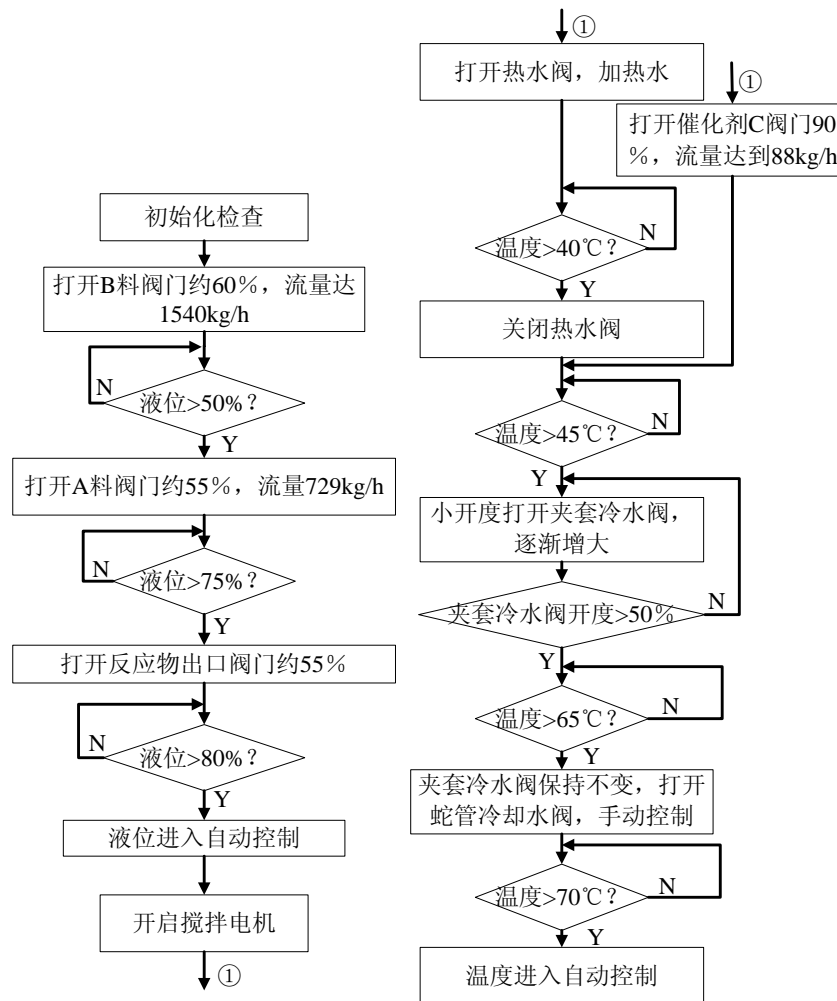 初始化检查
打开B料阀门约60%，流量达
1540kg/h
N
液位>50%？
Y
打开A料阀门约55%，流量729kg/h
N
液位>75%？
Y
打开反应物出口阀门约55%
N
液位>80%？
Y
液位进入自动控制
开启搅拌电机
①
①
打开热水阀，加热水
①
打开催化剂C阀门90
%，流量达到88kg/h
N
温度>40℃？
Y
关闭热水阀
N
温度>45℃？
Y
小开度打开夹套冷水阀，
逐渐增大
N
夹套冷水阀开度>50%
Y
N
温度>65℃？
Y
夹套冷水阀保持不变，打开
蛇管冷却水阀，手动控制
N
温度>70℃？
Y
温度进入自动控制